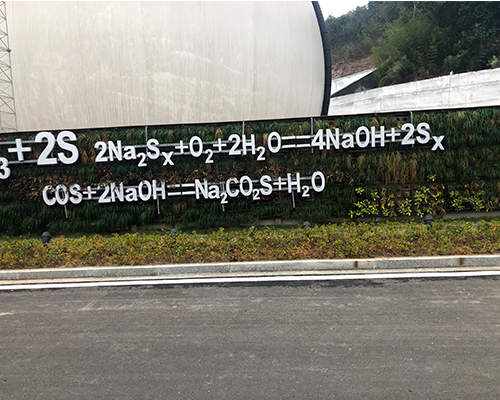 ₃+2S
2Na₂Sₓ+O₂+2H₂O=4NaOH+2Sₓ
COS+2NaOH=Na₂CO₂S+H₂O